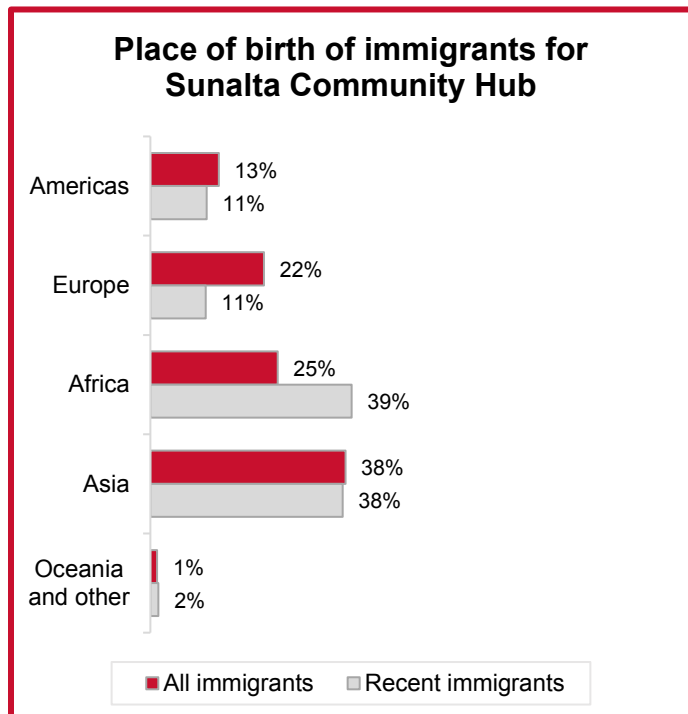 Place of birth of immigrants for
Sunalta Community Hub
Americas
13%
11%
Europe
22%
11%
Africa
25%
39%
Asia
38%
38%
Oceania
and other
1%
2%
All immigrants
Recent immigrants